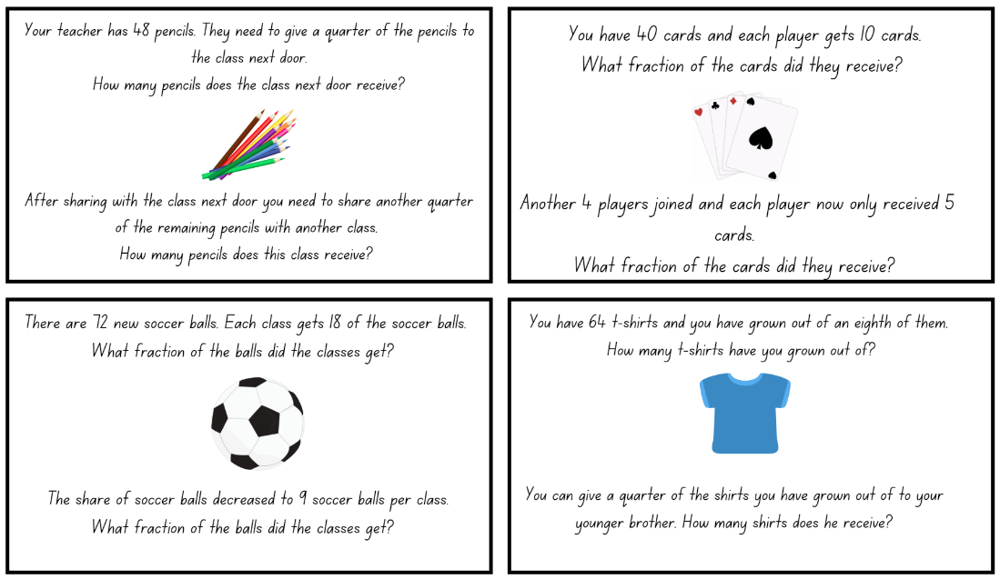 Your teacher has 48 pencils. They need to give a quarter of the pencils to
the class next door.
How many pencils does the class next door receive?
After sharing with the class next door you need to share another quarter
of the remaining pencils with another class.
How many pencils does this class receive?
You have 40 cards and each player gets 10 cards.
What fraction of the cards did they receive?
Another 4 players joined and each player now only received 5
cards.
What fraction of the cards did they receive?
There are 72 new soccer balls. Each class gets 18 of the soccer balls.
What fraction of the balls did the classes get?
The share of soccer balls decreased to 9 soccer balls per class.
What fraction of the balls did the classes get?
You have 64 t-shirts and you have grown out of an eighth of them.
How many t-shirts have you grown out of?
You can give a quarter of the shirts you have grown out of to your
younger brother. How many shirts does he receive?